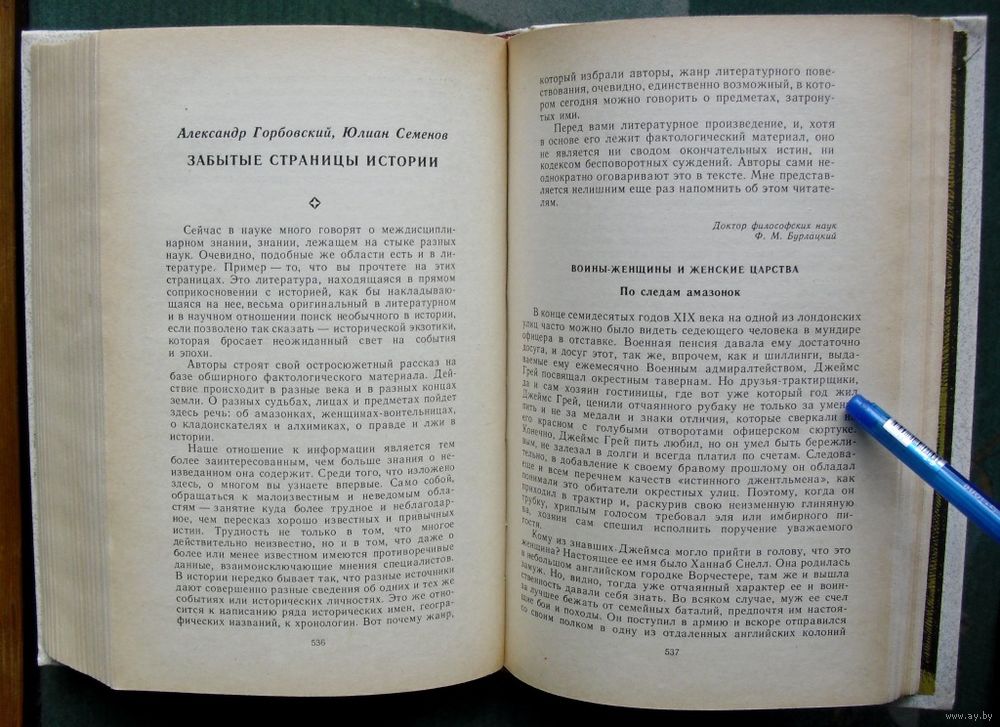 Александр Горбовский, Юлиан Семенов
ЗАБЫТЫЕ СТРАНИЦЫ ИСТОРИИ
Сейчас в науке много говорят о междисципли-
нарном знании, знании, лежащем на стыке разных
наук. Очевидно, подобные же области есть и в ли-
тературе. Пример — то, что вы прочтете на этих
страницах. Это литература, находящаяся в прямом
соприкосновении с историей, как бы накладываю-
щаяся на нее, весьма оригинальный в литературном
и в научном отношении поиск необычного в истории,
если позволено так сказать — исторической экзотики,
которая бросает неожиданный свет на события
и эпохи.
Авторы строят свой остросюжетный рассказ на
базе обширного фактологического материала. Дей-
ствие происходит в разные века и в разных концах
земли. О разных судьбах, лицах и предметах пойдет
здесь речь: об амазонках, женщинах-воительницах,
о кладоискателях и алхимиках, о правде и лжи в
истории.
Наше отношение к информации является тем
более заинтересованным, чем больше знания о не-
изведанном она содержит. Среди того, что изложено
здесь, о многом вы узнаете впервые. Само собой,
обращаться к малоизвестным и неведомым обла-
стям — занятие куда более трудное и неблагодар-
ное, чем пересказ хорошо известных и привычных
истин. Трудность не только в том, что многое
действительно неизвестно, но и в том, что даже о
более или менее известном имеются противоречивые
данные, взаимоисключающие мнения специалистов.
В истории нередко бывает так, что разные источники
дают совершенно разные сведения об одних и тех же
событиях или исторических личностях. Это же отно-
сится к написанию ряда исторических имен, геогра-
фических названий, к хронологии. Вот почему жанр,
536
который избрали авторы, жанр литературного пове-
ствования, очевидно, единственно возможный, в кото-
ром сегодня можно говорить о предметах, затрону-
тых ими.
Перед вами литературное произведение, и, хотя
в основе его лежит фактологический материал, оно
не является ни сводом окончательных истин, ни
кодексом бесповоротных суждений. Авторы сами не-
однократно оговаривают это в тексте. Мне представ-
ляется нелишним еще раз напомнить об этом читате-
лям.
Доктор философских наук
Ф. М. Бурлацкий
ВОИНЫ-ЖЕНЩИНЫ И ЖЕНСКИЕ ЦАРСТВА
По следам амазонок
В конце семидесятых годов XIX века на одной из лондонских
улиц часто можно было видеть седеющего человека в мундире
офицера в отставке. Военная пенсия давала ему достаточно
досуга, и досуг этот, так же, впрочем, как и шиллинги, выда-
ваемые ему ежемесячно Военным адмиралтейством, Джеймс
Грей посвящал окрестным тавернам. Но друзья-трактирщики,
да и сам хозяин гостиницы, где вот уже который год жил
Джеймс Грей, ценили отчаянного рубаку не только за умение
пить и не за медали и знаки отличия, которые сверкали на
его красном с голубыми отворотами офицерском сюртуке.
Конечно, Джеймс Грей пить любил, но он умел быть бережли-
вым, не залезал в долги и всегда платил по счетам. Следова-
тельно, в добавление к своему бравому прошлому он обладал
еще и всем перечнем качеств «истинного джентльмена», как
понимали это обитатели окрестных улиц. Поэтому, когда он
приходил в трактир и, раскурив свою неизменную глиняную
трубку, хриплым голосом требовал эля или имбирного пи-
ва, хозяин сам спешил исполнить поручение уважаемого
гостя.
Кому из знавших Джеймса могло прийти в голову, что это
женщина? Настоящее ее имя было Ханнаб Снелл. Она родилась
в небольшом английском городке Ворчестере, там же и вышла
замуж. Но, видно, тогда уже отчаянный характер ее и воин-
ственность давали себя знать. Во всяком случае, муж ее счел
за лучшее бежать от семейных баталий, предпочтя им настоя-
щие бои и походы. Он поступил в армию и вскоре отправился
со своим полком в одну из отдаленных английских колоний
537
www.ay.by